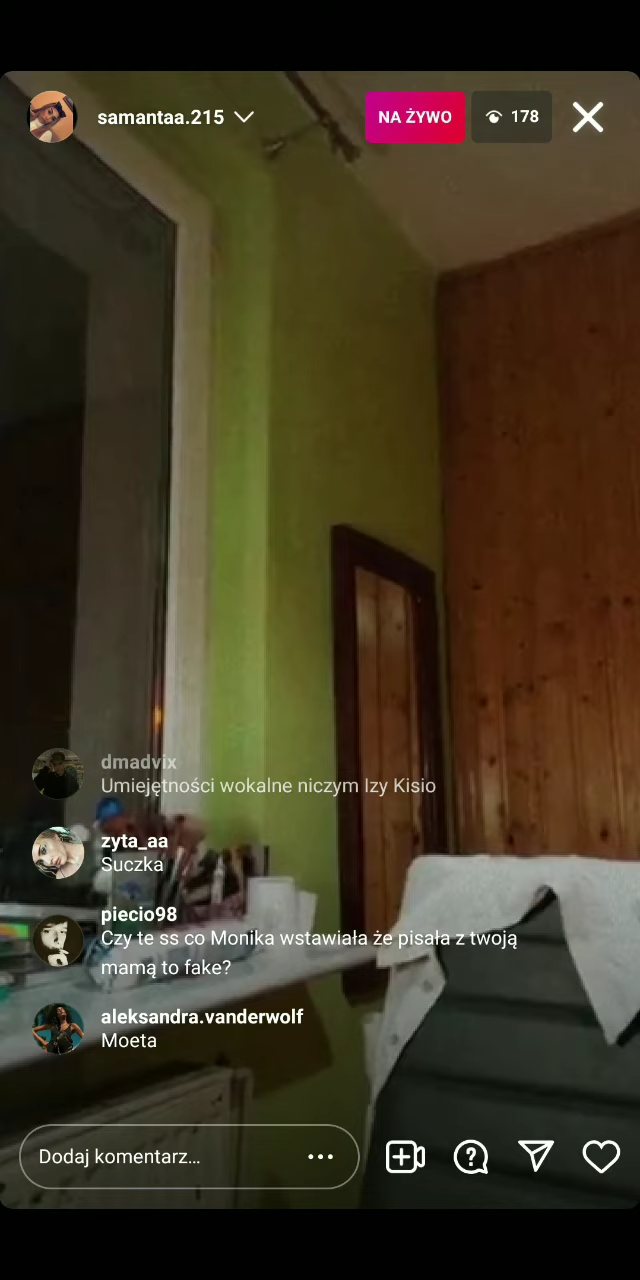 samantaa.215
NA ŻYWO
178
dmadvix
Umiejętności wokalne niczym Izy Kisio
zyta_aa
Suczka
piecio98
Czy te ss co Monika wstawiała że pisała z twoją
mamą to fake?
aleksandra.vanderwolf
Moeta
Dodaj komentarz...